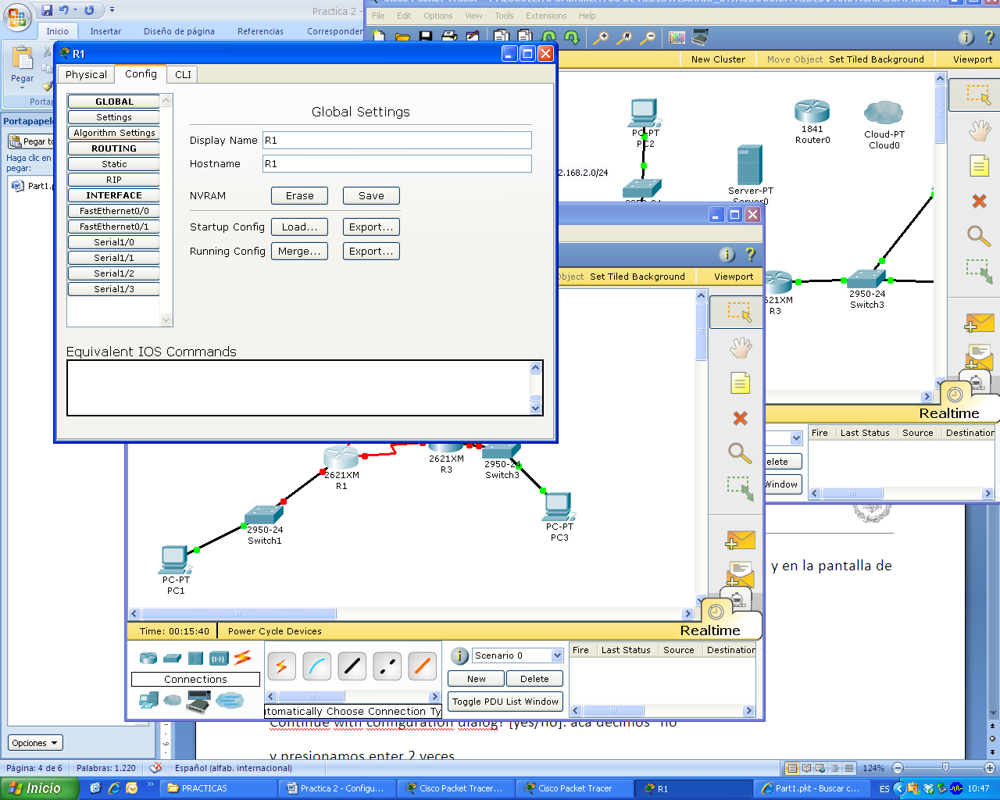 Practica 2 -
Inicio
Insertar
Diseño de página
Referencias
Corresponden
Pegar
Portapapeles
Pegar to
Haga clic en
pegar:
Part1.
Opciones
File Edit Options View Tools Extensions Help
New Cluster Move Object Set Tiled Background Viewport
PC-PT
PC2
2.168.2.0/24
1841
Router0
Cloud-PT
Cloud0
Server-PT
Server0
2950-24
Switch3
621XM
R3
Realtime
Fire Last Status Source Destination
elete
Window
R1
Physical Config CLI
GLOBAL
Settings
Algorithm Settings
ROUTING
Static
RIP
INTERFACE
FastEthernet0/0
FastEthernet0/1
Serial1/0
Serial1/1
Serial1/2
Serial1/3
Global Settings
Display Name R1
Hostname R1
NVRAM Erase Save
Startup Config Load... Export...
Running Config Merge... Export...
Equivalent IOS Commands
Object Set Tiled Background Viewport
2621XM
R1
2621XM
R3
2950-24
Switch3
2950-24
Switch1
PC-PT
PC3
PC-PT
PC1
Realtime
Time: 00:15:40 Power Cycle Devices
Connections
utomatically Choose Connection Ty
Scenario 0
New Delete
Toggle PDU List Window
Fire Last Status Source Destination
y en la pantalla de
Continue with configuration dialog? [yes/no]: acá decimos "no"
y presionamos enter 2 veces
Página: 4 de 6 Palabras: 1.220 Español (alfab. internacional) 124%
Inicio PRACTICAS Practica 2 - Configu... Cisco Packet Tracer... Cisco Packet Tracer R1 Part1.pkt - Buscar c... ES 10:47